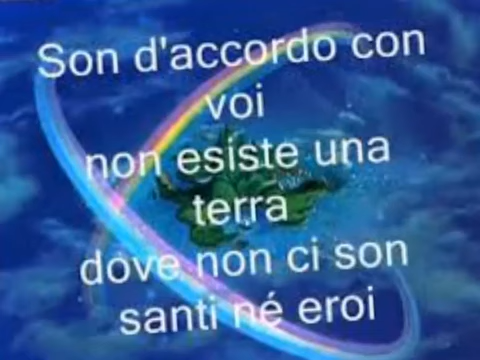 Son d'accordo con
voi
non esiste una
terra
dove non ci son
santi né eroi